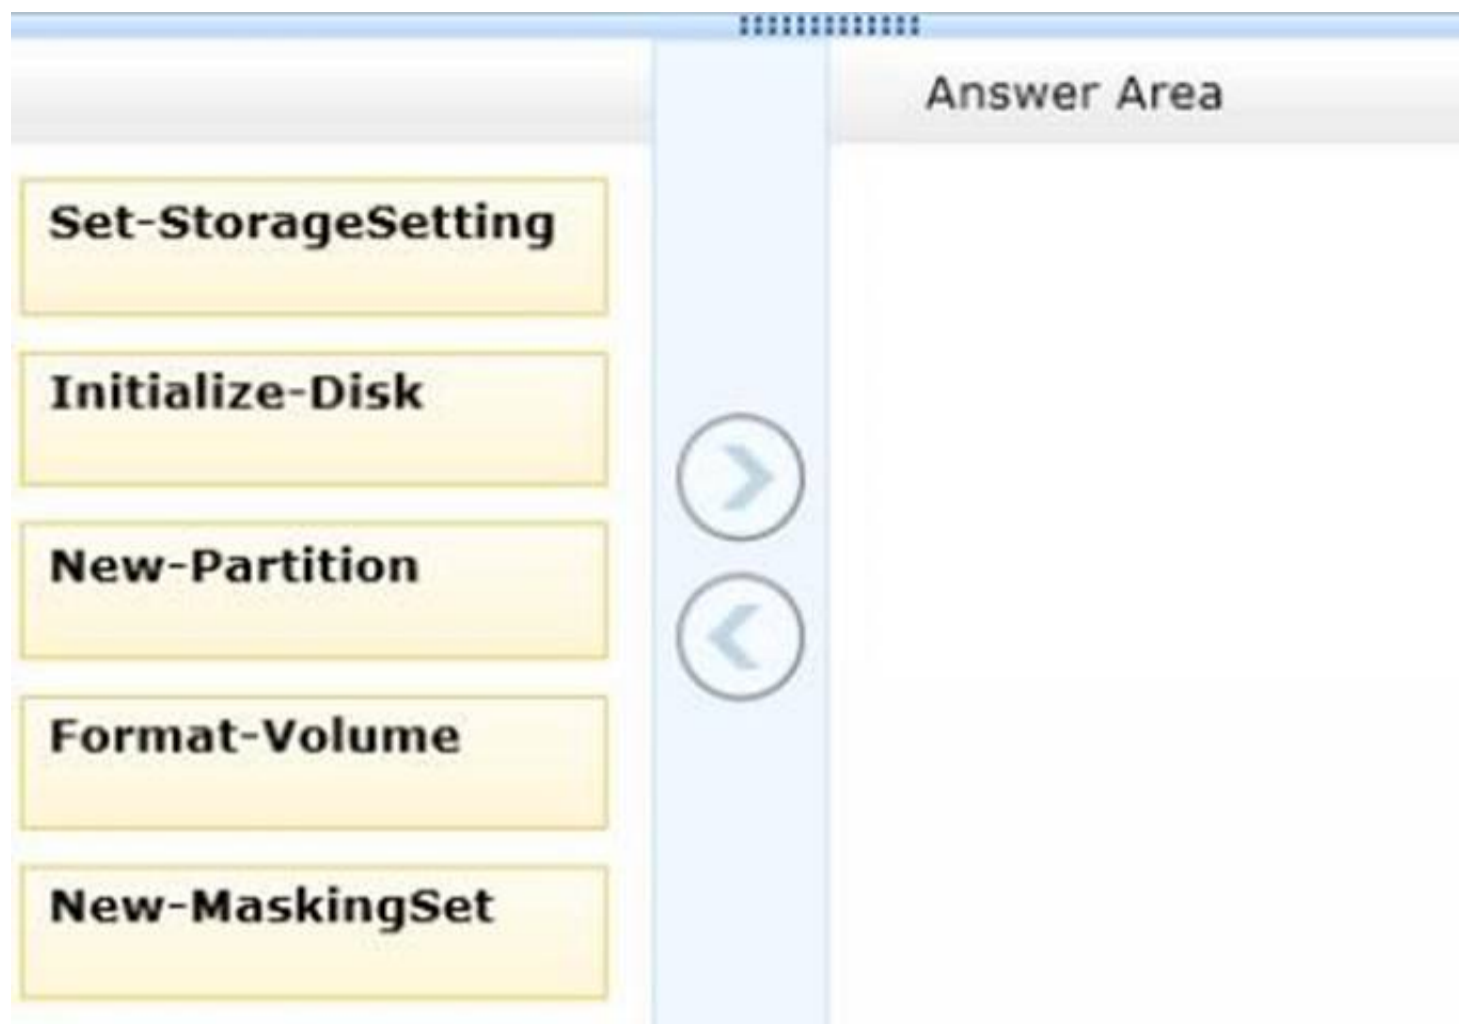 Answer Area
Set-StorageSetting
Initialize-Disk
New-Partition
Format-Volume
New-MaskingSet